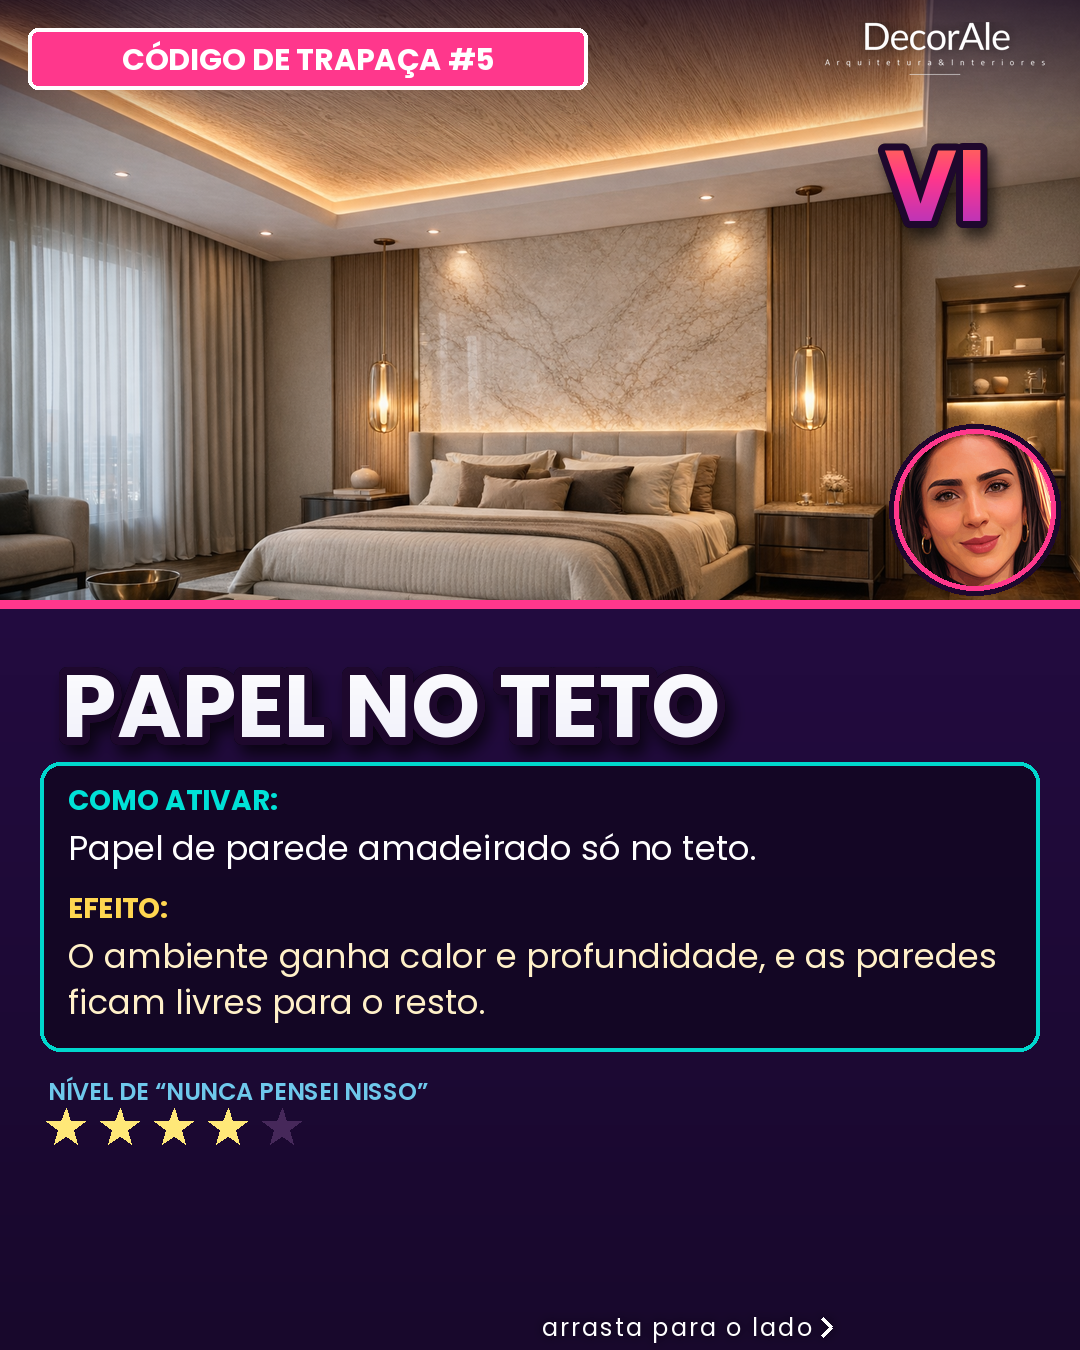 CÓDIGO DE TRAPAÇA #5
DecorAle
Arquitetura&Interiores
VI
PAPEL NO TETO
COMO ATIVAR:
Papel de parede amadeirado só no teto.
EFEITO:
O ambiente ganha calor e profundidade, e as paredes
ficam livres para o resto.
NÍVEL DE “NUNCA PENSEI NISSO”
arrasta para o lado